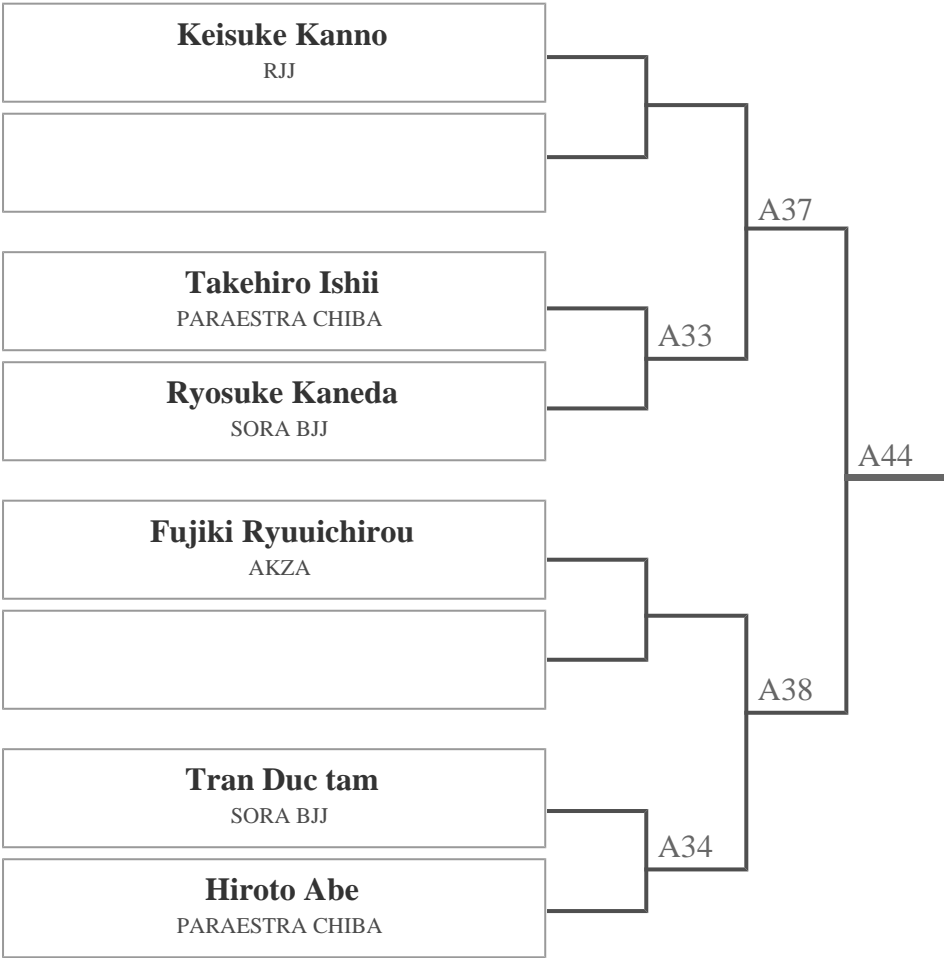 Keisuke Kanno
RJJ
A37
Takehiro Ishii
PARAESTRA CHIBA
A33
Ryosuke Kaneda
SORA BJJ
A44
Fujiki Ryuuichirou
AKZA
A38
Tran Duc tam
SORA BJJ
A34
Hiroto Abe
PARAESTRA CHIBA